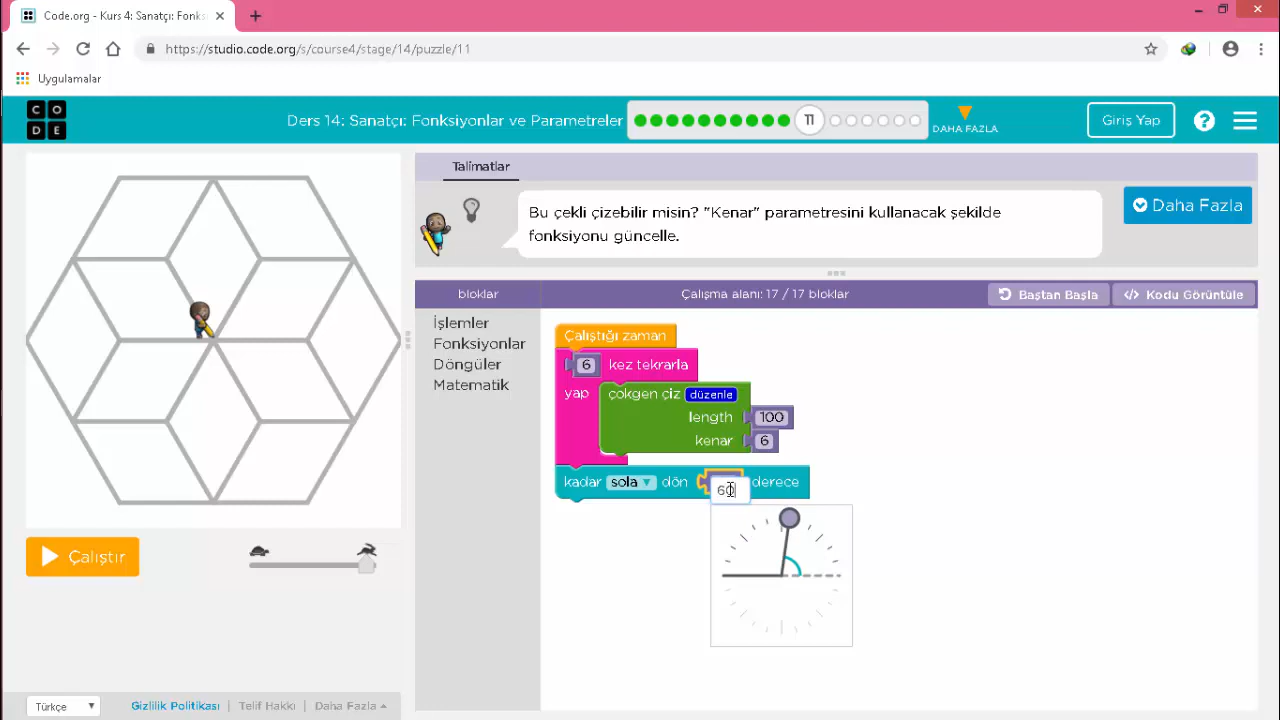 Code.org - Kurs 4: Sanatçı: Fonks
https://studio.code.org/s/course4/stage/14/puzzle/11
Uygulamalar
C O
D E
Ders 14: Sanatçı: Fonksiyonlar ve Parametreler
11
DAHA FAZLA
Giriş Yap
?
Talimatlar
Bu çekli çizebilir misin? "Kenar" parametresini kullanacak şekilde
fonksiyonu güncelle.
Daha Fazla
bloklar
Çalışma alanı: 17 / 17 bloklar
Baştan Başla
</> Kodu Görüntüle
İşlemler
Fonksiyonlar
Döngüler
Matematik
Çalıştığı zaman
6 kez tekrarla
yap
çokgen çiz düzenle
length 100
kenar 6
kadar sola dön derece
60
Çalıştır
Türkçe
Gizlilik Politikası | Telif Hakkı | Daha Fazla